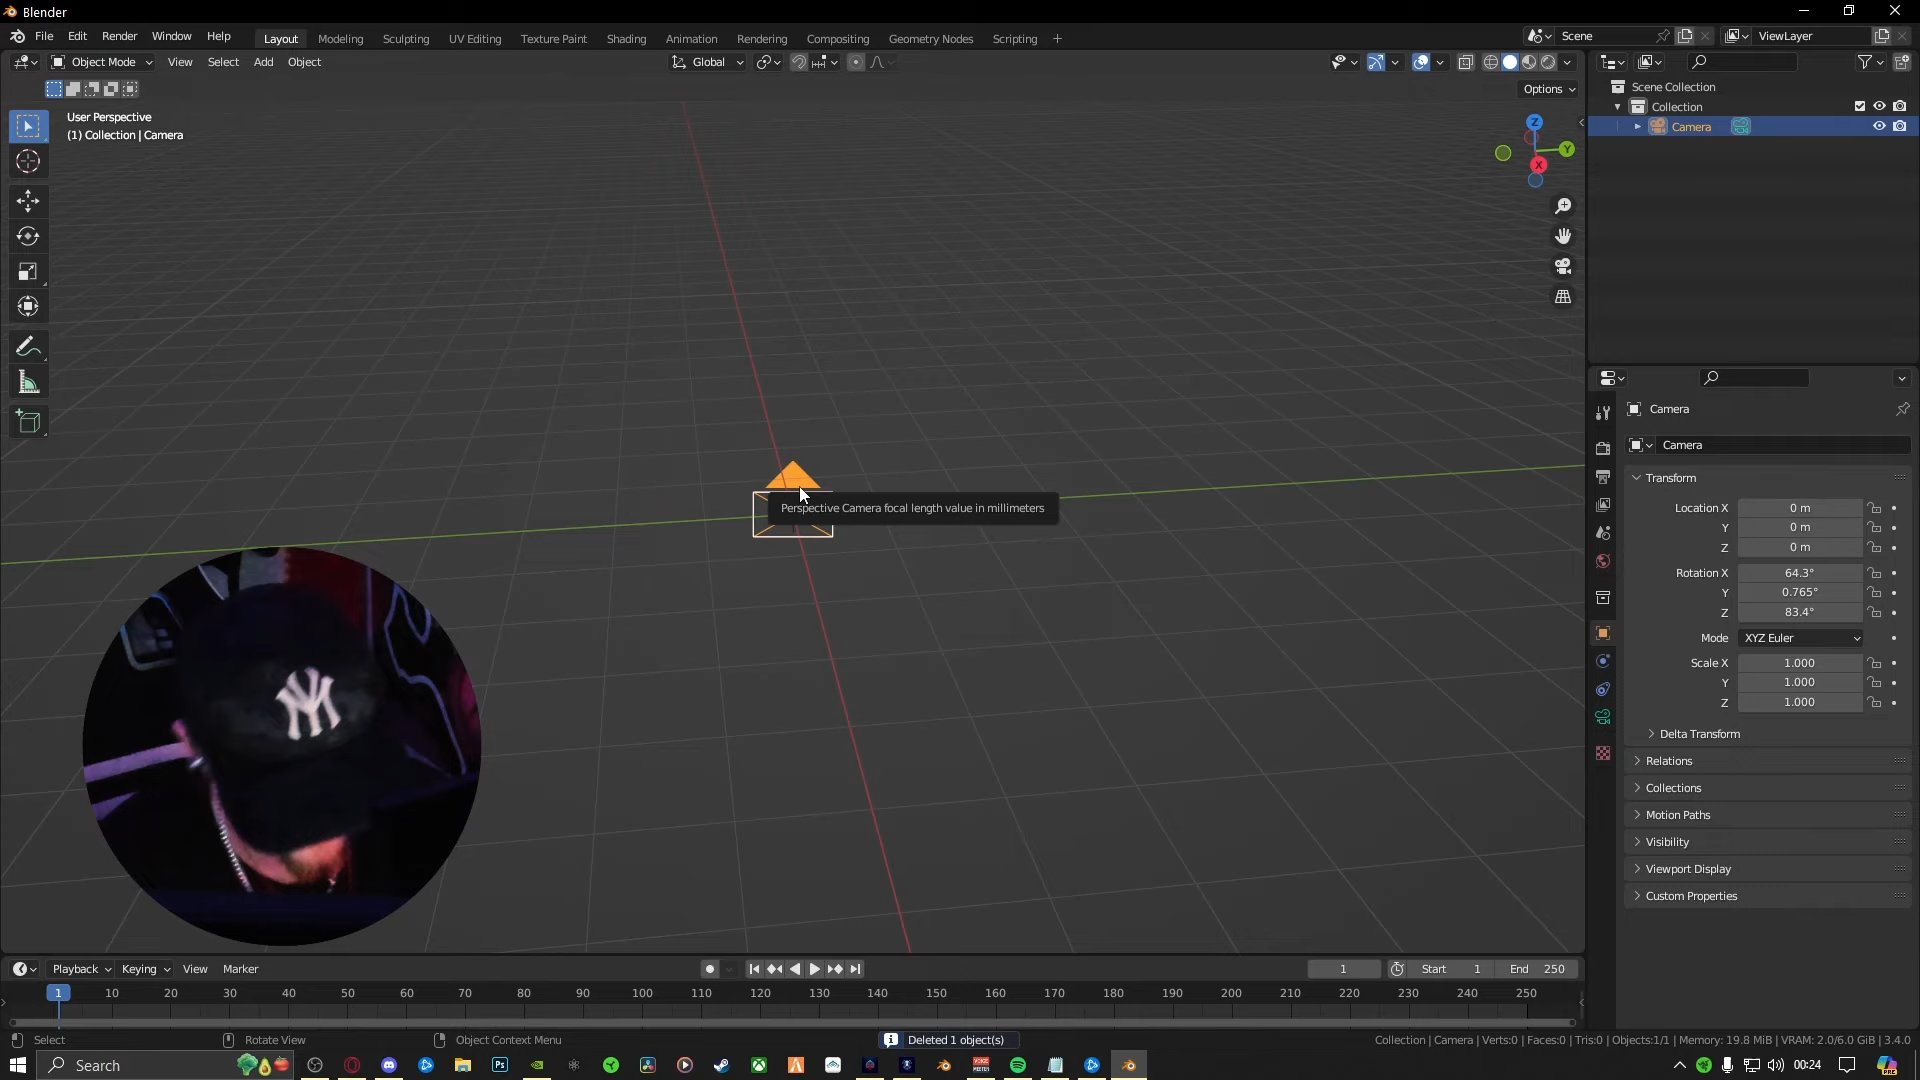 Blender
File Edit Render Window Help
Layout Modeling Sculpting UV Editing Texture Paint Shading Animation Rendering Compositing Geometry Nodes Scripting +
Scene
ViewLayer
Object Mode View Select Add Object
Global
Options
User Perspective
(1) Collection | Camera
Z
Y
X
Scene Collection
Collection
Camera
Perspective Camera focal length value in millimeters
NY
Camera
Camera
Transform
Location X 0 m
Y 0 m
Z 0 m
Rotation X 64.3°
Y 0.765°
Z 83.4°
Mode XYZ Euler
Scale X 1.000
Y 1.000
Z 1.000
Delta Transform
Relations
Collections
Motion Paths
Visibility
Viewport Display
Custom Properties
Playback Keying View Marker
1 Start 1 End 250
1 10 20 30 40 50 60 70 80 90 100 110 120 130 140 150 160 170 180 190 200 210 220 230 240 250
Select Rotate View Object Context Menu
Deleted 1 object(s)
Collection | Camera | Verts:0 | Faces:0 | Tris:0 | Objects:1/1 | Memory: 19.8 MiB | VRAM: 2.0/6.0 GiB | 3.4.0
Search
Ps
00:24